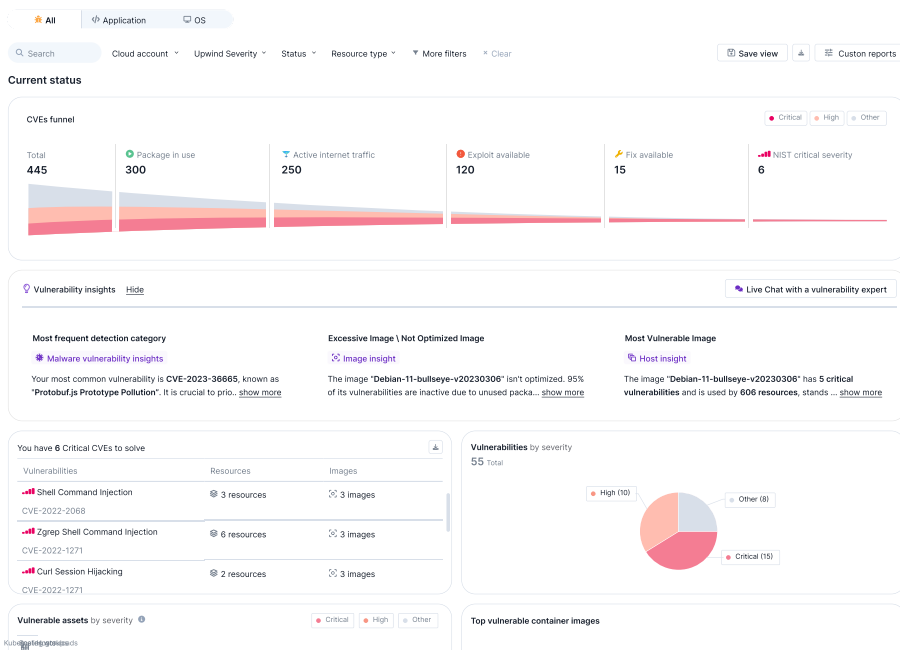 All
Application
OS
Search
Cloud account
Upwind Severity
Status
Resource type
More filters
× Clear
Save view
Custon reports
Current status
CVEs funnel
Critical
High
Other
Total
445
Package in use
300
Active internet traffic
250
Exploit available
120
Fix available
15
NIST critical severity
6
Vulnerability insights
Hide
Live Chat with a vulnerability expert
Most frequent detection category
Malware vulnerability insights
Your most common vulnerability is CVE-2023-36665, known as
"Protobuf.js Prototype Pollution". It is crucial to prio.. show more
Excessive Image \ Not Optimized Image
Image insight
The image "Debian-11-bullseye-v20230306" isn't optimized. 95%
of its vulnerabilities are inactive due to unused packa... show more
Most Vulnerable Image
Host insight
The image "Debian-11-bullseye-v20230306" has 5 critical
vulnerabilities and is used by 606 resources, stands ... show more
You have 6 Critical CVEs to solve
Vulnerabilities
Resources
Images
Shell Command Injection
3 resources
3 images
CVE-2022-2068
Zgrep Shell Command Injection
6 resources
3 images
CVE-2022-1271
Curl Session Hijacking
2 resources
3 images
CVE-2022-1271
Vulnerabilities by severity
55 Total
High (10)
Other (8)
Critical (15)
Vulnerable assets by severity
Critical
High
Other
Top vulnerable container images